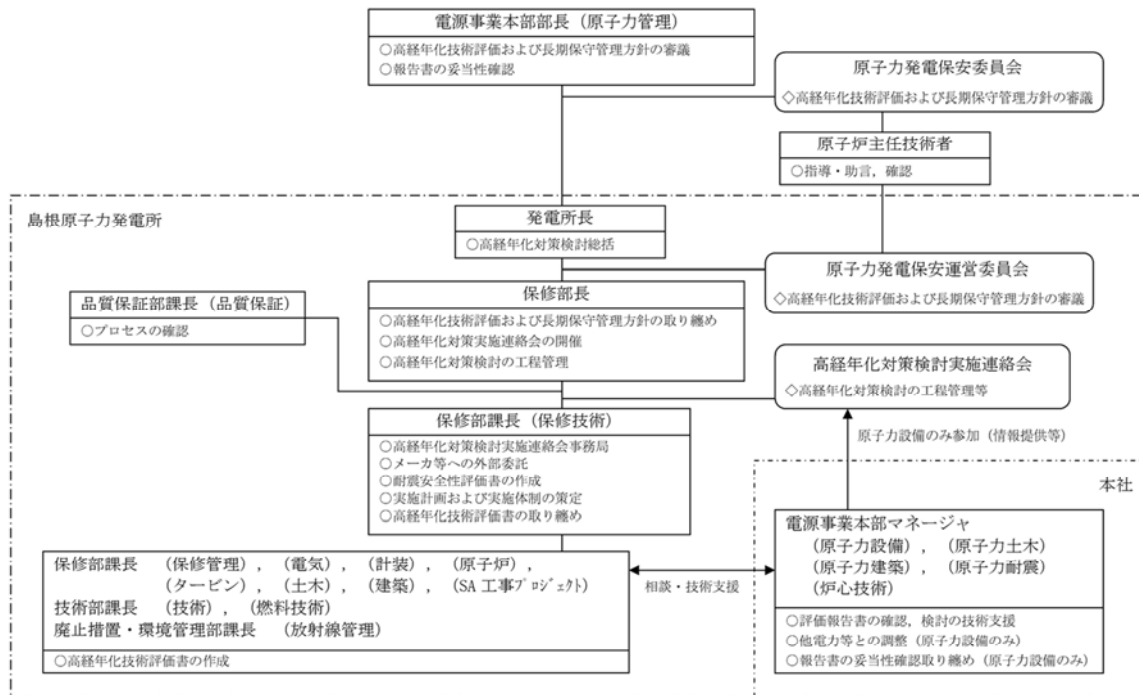 電源事業本部部長（原子力管理）
○高経年化技術評価および長期保守管理方針の審議
○報告書の妥当性確認
原子力発電保安委員会
◇高経年化技術評価および長期保守管理方針の審議
原子炉主任技術者
○指導・助言，確認
島根原子力発電所
発電所長
○高経年化対策検討総括
原子力発電保安運営委員会
◇高経年化技術評価および長期保守管理方針の審議
品質保証部課長（品質保証）
○プロセスの確認
保修部長
○高経年化技術評価および長期保守管理方針の取り纏め
○高経年化対策実施連絡会の開催
○高経年化対策検討の工程管理
高経年化対策検討実施連絡会
◇高経年化対策検討の工程管理等
保修部課長（保修技術）
○高経年化対策検討実施連絡会事務局
○メーカ等への外部委託
○耐震安全性評価書の作成
○実施計画および実施体制の策定
○高経年化技術評価書の取り纏め
原子力設備のみ参加（情報提供等）
本社
保修部課長　（保修管理），（電気），（計装），（原子炉），
（タービン），（土木），（建築），（SA 工事プロジェクト）
技術部課長　（技術），（燃料技術）
廃止措置・環境管理部課長　（放射線管理）
○高経年化技術評価書の作成
相談・技術支援
電源事業本部マネージャ
（原子力設備），（原子力土木）
（原子力建築），（原子力耐震）
（炉心技術）
○評価報告書の確認，検討の技術支援
○他電力等との調整（原子力設備のみ）
○報告書の妥当性確認取り纏め（原子力設備のみ）